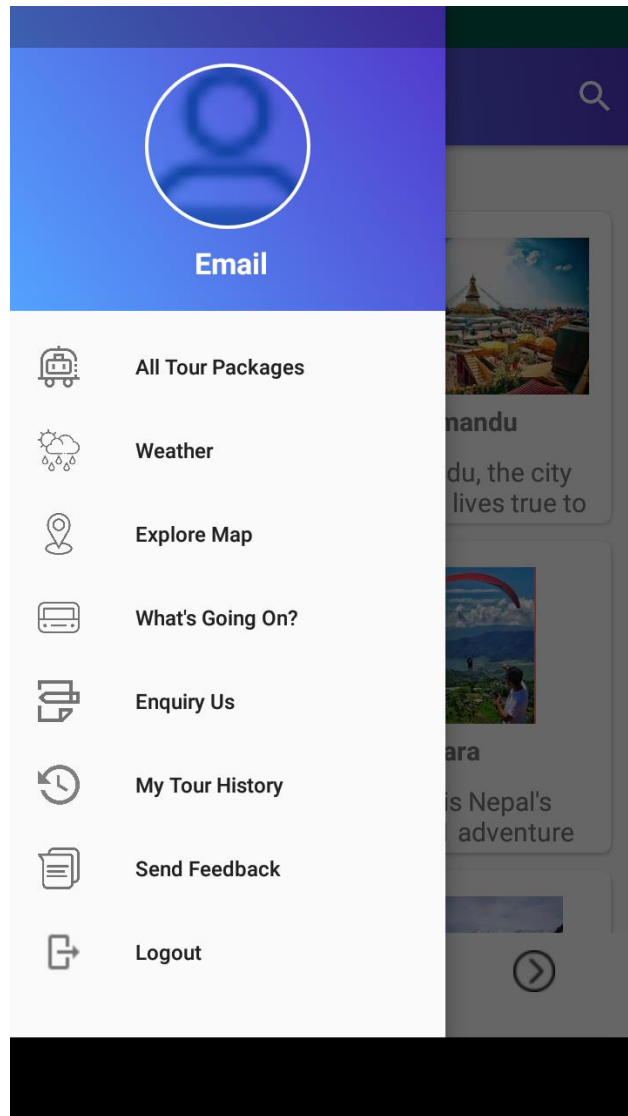 Email
All Tour Packages
Weather
Explore Map
What's Going On?
Enquiry Us
My Tour History
Send Feedback
Logout
mandu
du, the city
lives true to
ara
is Nepal's
adventure